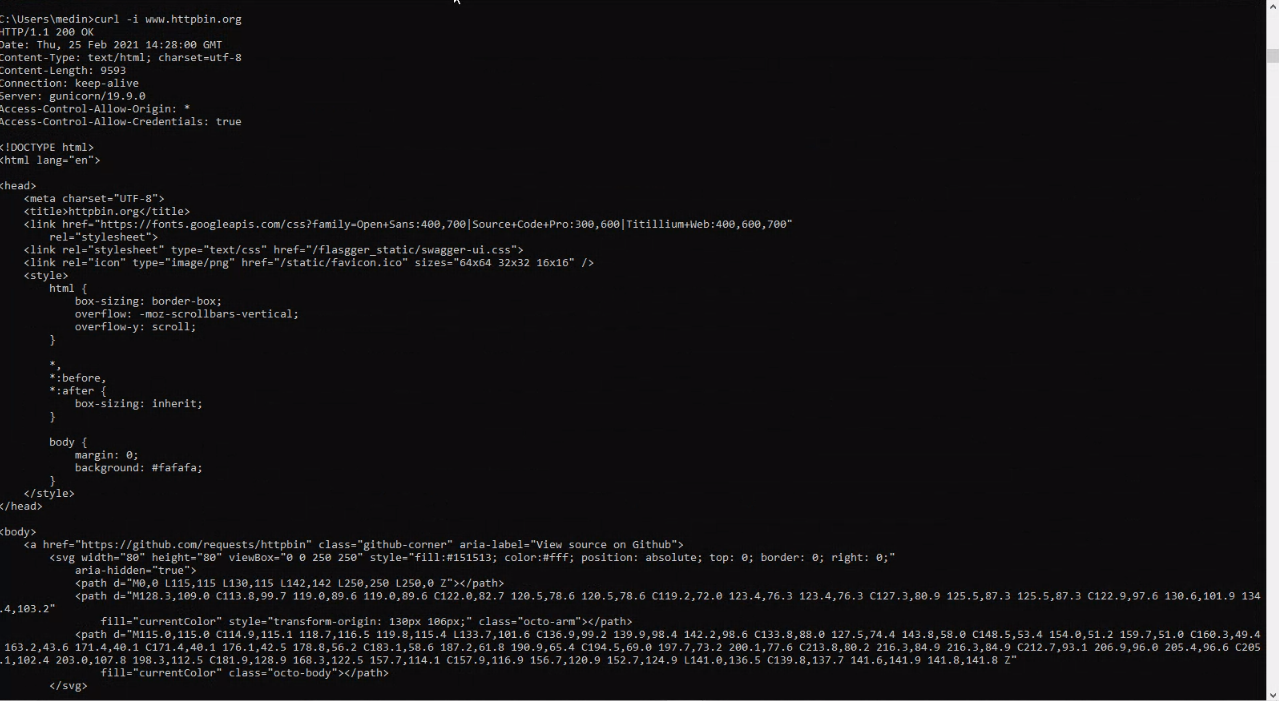 C:\Users\medin>curl -i www.httpbin.org
HTTP/1.1 200 OK
Date: Thu, 25 Feb 2021 14:28:00 GMT
Content-Type: text/html; charset=utf-8
Content-Length: 9593
Connection: keep-alive
Server: gunicorn/19.9.0
Access-Control-Allow-Origin: *
Access-Control-Allow-Credentials: true

<!DOCTYPE html>
<html lang="en">

<head>
    <meta charset="UTF-8">
    <title>httpbin.org</title>
    <link href="https://fonts.googleapis.com/css?family=Open+Sans:400,700|Source+Code+Pro:300,600|Titillium+Web:400,600,700"
        rel="stylesheet">
    <link rel="stylesheet" type="text/css" href="/flasgger_static/swagger-ui.css">
    <link rel="icon" type="image/png" href="/static/favicon.ico" sizes="64x64 32x32 16x16" />
    <style>
        html {
            box-sizing: border-box;
            overflow: -moz-scrollbars-vertical;
            overflow-y: scroll;
        }

        *,
        *:before,
        *:after {
            box-sizing: inherit;
        }

        body {
            margin: 0;
            background: #fafafa;
        }
    </style>
</head>

<body>
    <a href="https://github.com/requests/httpbin" class="github-corner" aria-label="View source on Github">
        <svg width="80" height="80" viewBox="0 0 250 250" style="fill:#151513; color:#fff; position: absolute; top: 0; border: 0; right: 0;"
            aria-hidden="true">
            <path d="M0,0 L115,115 L130,115 L142,142 L250,250 L250,0 Z"></path>
            <path d="M128.3,109.0 C113.8,99.7 119.0,89.6 119.0,89.6 C122.0,82.7 120.5,78.6 120.5,78.6 C119.2,72.0 123.4,76.3 123.4,76.3 C127.3,80.9 125.5,87.3 125.5,87.3 C122.9,97.6 130.6,101.9 134
.4,103.2"
                fill="currentColor" style="transform-origin: 130px 106px;" class="octo-arm"></path>
            <path d="M115.0,115.0 C114.9,115.1 118.7,116.5 119.8,115.4 L133.7,101.6 C136.9,99.2 139.9,98.4 142.2,98.6 C133.8,88.0 127.5,74.4 143.8,58.0 C148.5,53.4 154.0,51.2 159.7,51.0 C160.3,49.4
 163.2,43.6 171.4,40.1 C171.4,40.1 176.1,42.5 178.8,56.2 C183.1,58.6 187.2,61.8 190.9,65.4 C194.5,69.0 197.7,73.2 200.1,77.6 C213.8,80.2 216.3,84.9 216.3,84.9 C212.7,93.1 206.9,96.0 205.4,96.6 C205
.1,102.4 203.0,107.8 198.3,112.5 C181.9,128.9 168.3,122.5 157.7,114.1 C157.9,116.9 156.7,120.9 152.7,124.9 L141.0,136.5 C139.8,137.7 141.6,141.9 141.8,141.8 Z"
                fill="currentColor" class="octo-body"></path>
        </svg>